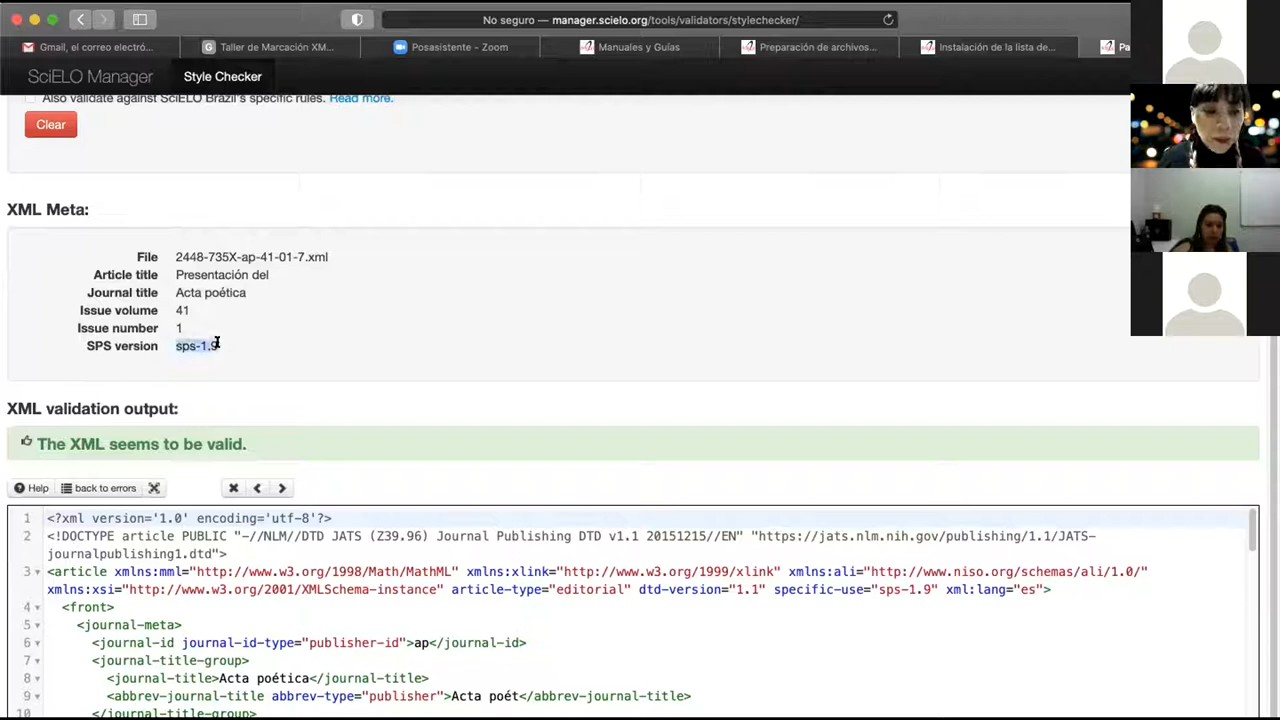 No seguro — manager.scielo.org/tools/validators/stylechecker/
Gmail, el correo electró...
Taller de Marcación XM...
Posasistente - Zoom
Manuales y Guías
Preparación de archivos...
Instalación de la lista de...
Pa
SciELO Manager
Style Checker
Also validate against SciELO Brazil's specific rules. Read more.
Clear
XML Meta:
File 2448-735X-ap-41-01-7.xml
Article title Presentación del
Journal title Acta poética
Issue volume 41
Issue number 1
SPS version sps-1.9
XML validation output:
The XML seems to be valid.
Help back to errors
1 <?xml version='1.0' encoding='utf-8'?>
2 <!DOCTYPE article PUBLIC "-//NLM//DTD JATS (Z39.96) Journal Publishing DTD v1.1 20151215//EN" "https://jats.nlm.nih.gov/publishing/1.1/JATS-
journalpublishing1.dtd">
3 <article xmlns:mml="http://www.w3.org/1998/Math/MathML" xmlns:xlink="http://www.w3.org/1999/xlink" xmlns:ali="http://www.niso.org/schemas/ali/1.0/"
xmlns:xsi="http://www.w3.org/2001/XMLSchema-instance" article-type="editorial" dtd-version="1.1" specific-use="sps-1.9" xml:lang="es">
4 <front>
5 <journal-meta>
6 <journal-id journal-id-type="publisher-id">ap</journal-id>
7 <journal-title-group>
8 <journal-title>Acta poética</journal-title>
9 <abbrev-journal-title abbrev-type="publisher">Acta poét</abbrev-journal-title>
10 </journal-title-group>